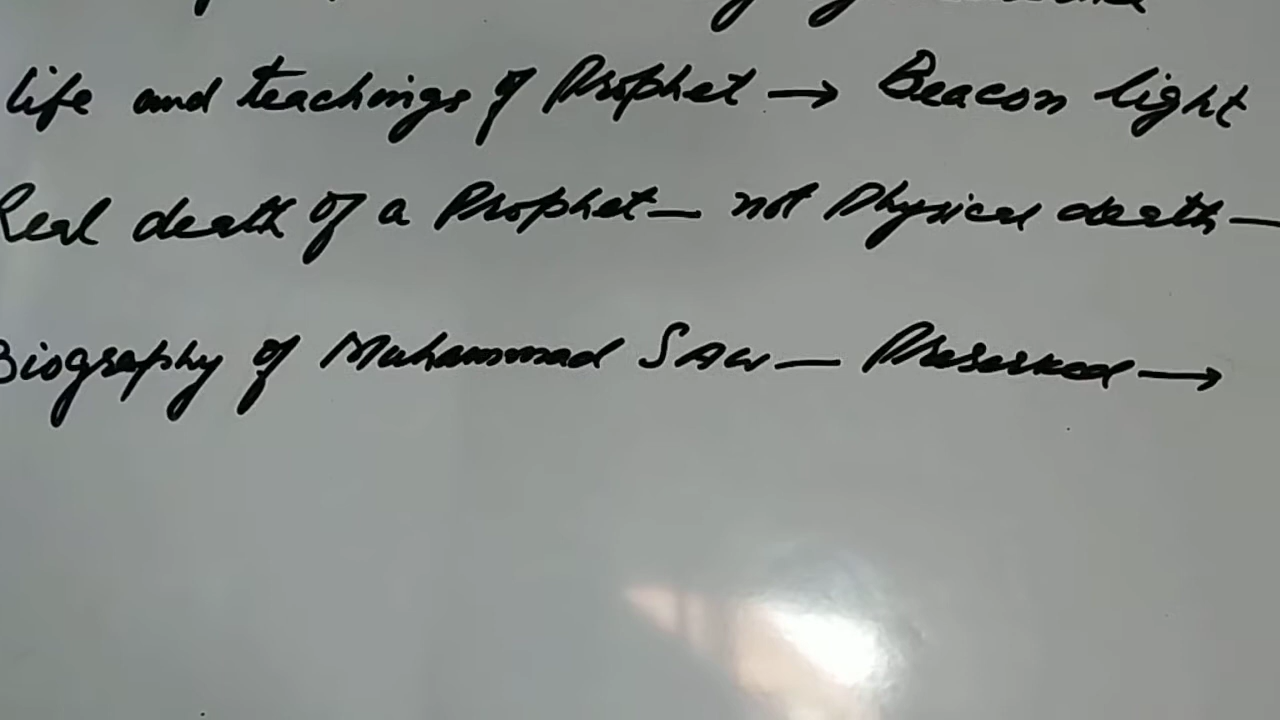 life and teachings of Prophet → Beacon light
Real death of a Prophet — not Physical death —
Biography of Muhammad SAW — Preserved →